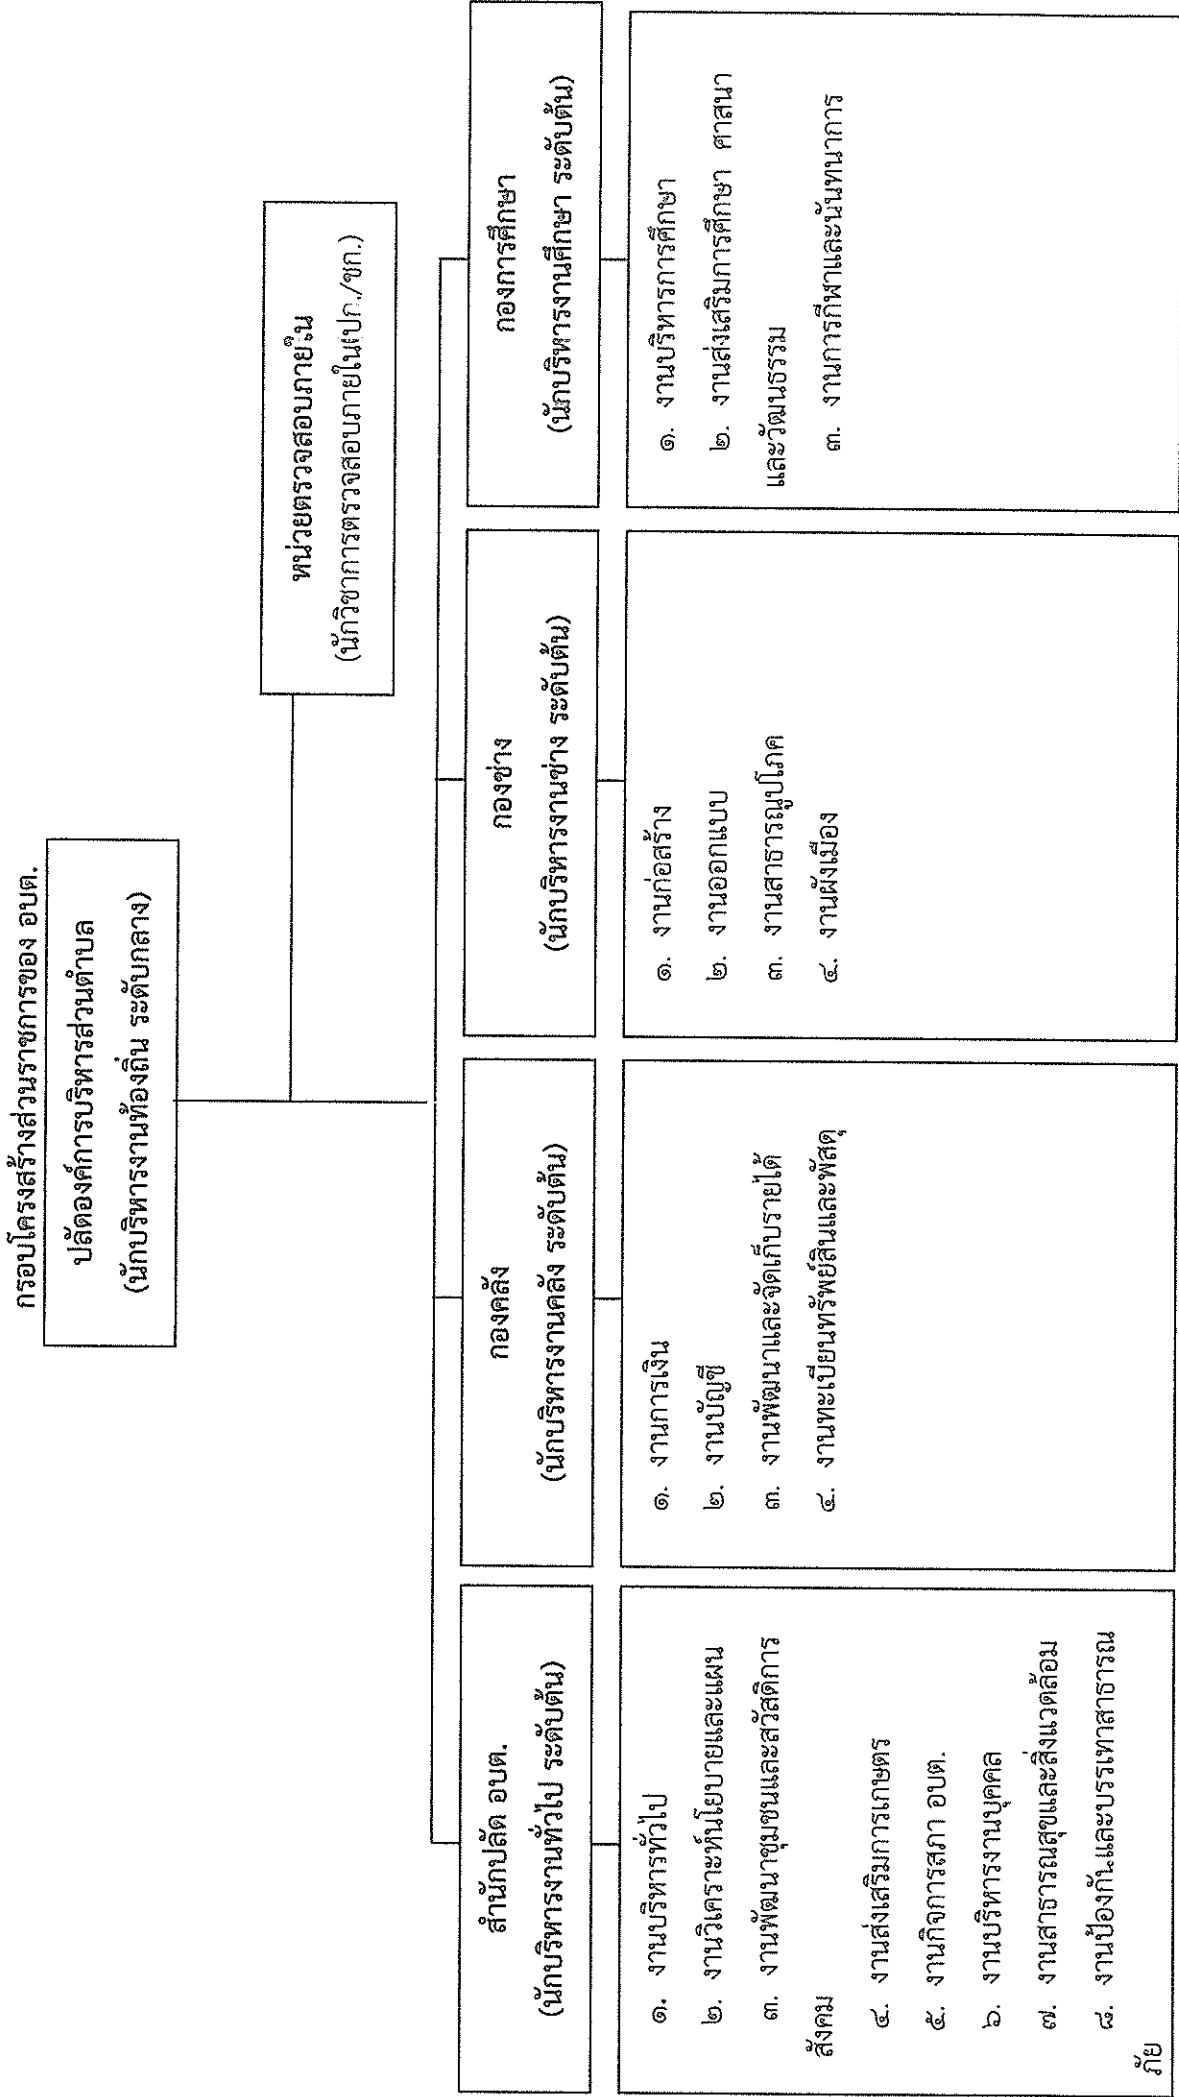 กรอบโครงสร้างส่วนราชการของ อบต.
ปลัดองค์การบริหารส่วนตำบล
(นักบริหารงานท้องถิ่น ระดับกลาง)
หน่วยตรวจสอบภายใน
(นักวิชาการตรวจสอบภายใน(ปก./ชก.)
สำนักปลัด อบต.
(นักบริหารงานทั่วไป ระดับต้น)
๑. งานบริหารทั่วไป
๒. งานวิเคราะห์นโยบายและแผน
๓. งานพัฒนาชุมชนและสวัสดิการ
สังคม
๔. งานส่งเสริมการเกษตร
๕. งานกิจการสภา อบต.
๖. งานบริหารงานบุคคล
๗. งานสาธารณสุขและสิ่งแวดล้อม
๘. งานป้องกันและบรรเทาสาธารณ
ภัย
กองคลัง
(นักบริหารงานคลัง ระดับต้น)
๑. งานการเงิน
๒. งานบัญชี
๓. งานพัฒนาและจัดเก็บรายได้
๔. งานทะเบียนทรัพย์สินและพัสดุ
กองช่าง
(นักบริหารงานช่าง ระดับต้น)
๑. งานก่อสร้าง
๒. งานออกแบบ
๓. งานสาธารณูปโภค
๔. งานผังเมือง
กองการศึกษา
(นักบริหารงานศึกษา ระดับต้น)
๑. งานบริหารการศึกษา
๒. งานส่งเสริมการศึกษา ศาสนา
และวัฒนธรรม
๓. งานการกีฬาและนันทนาการ